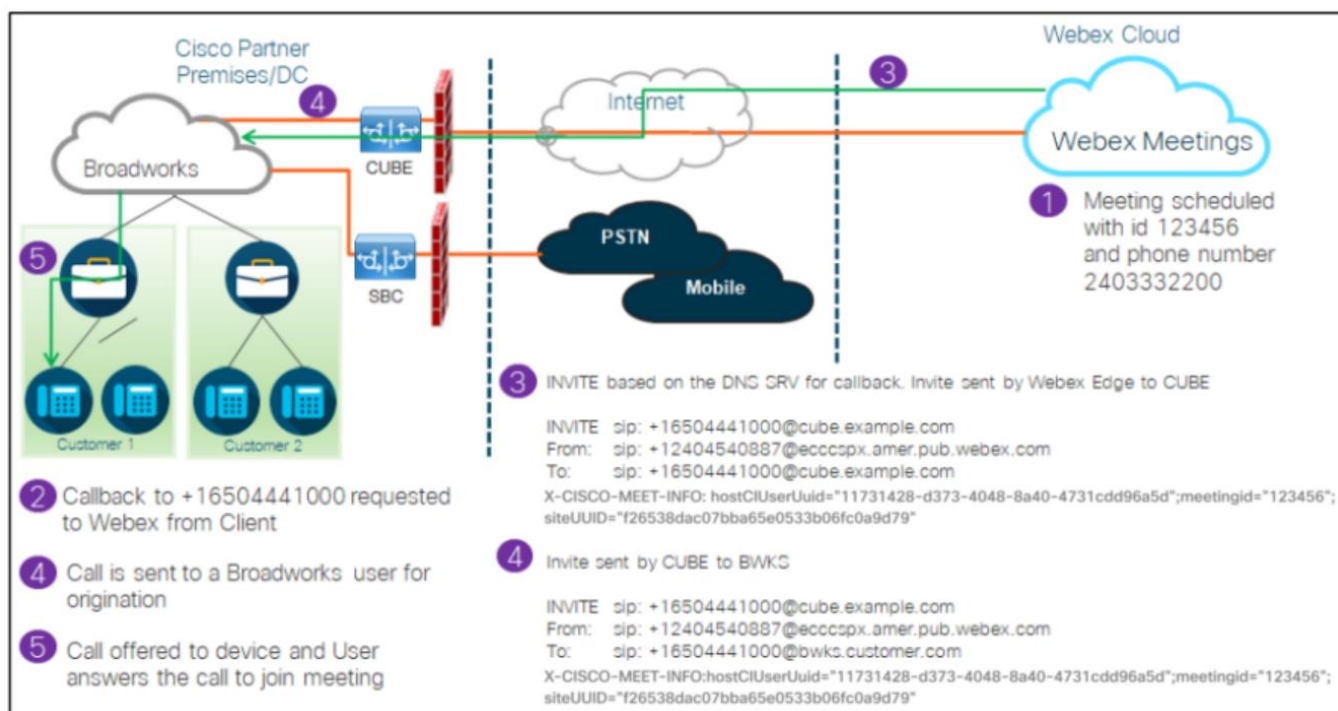 Cisco Partner
Premises/DC
4
Broadworks
CUBE
SBC
5
Customer 1
Customer 2
Internet
PSTN
Mobile
3
Webex Cloud
Webex Meetings
1 Meeting scheduled
with id 123456
and phone number
2403332200
2 Callback to +16504441000 requested
to Webex from Client
4 Call is sent to a Broadworks user for
origination
5 Call offered to device and User
answers the call to join meeting
3 INVITE based on the DNS SRV for callback. Invite sent by Webex Edge to CUBE
INVITE sip: +16504441000@cube.example.com
From: sip: +12404540887@ecccspx.amer.pub.webex.com
To: sip: +16504441000@cube.example.com
X-CISCO-MEET-INFO: hostCIUserUuid="11731428-d373-4048-8a40-4731cdd96a5d";meetingid="123456";
siteUUID="f26538dac07bba65e0533b06fc0a9d79"
4 Invite sent by CUBE to BWKS
INVITE sip: +16504441000@cube.example.com
From: sip: +12404540887@ecccspx.amer.pub.webex.com
To: sip: +16504441000@bwks.customer.com
X-CISCO-MEET-INFO:hostCIUserUuid="11731428-d373-4048-8a40-4731cdd96a5d";meetingid="123456";
siteUUID="f26538dac07bba65e0533b06fc0a9d79"